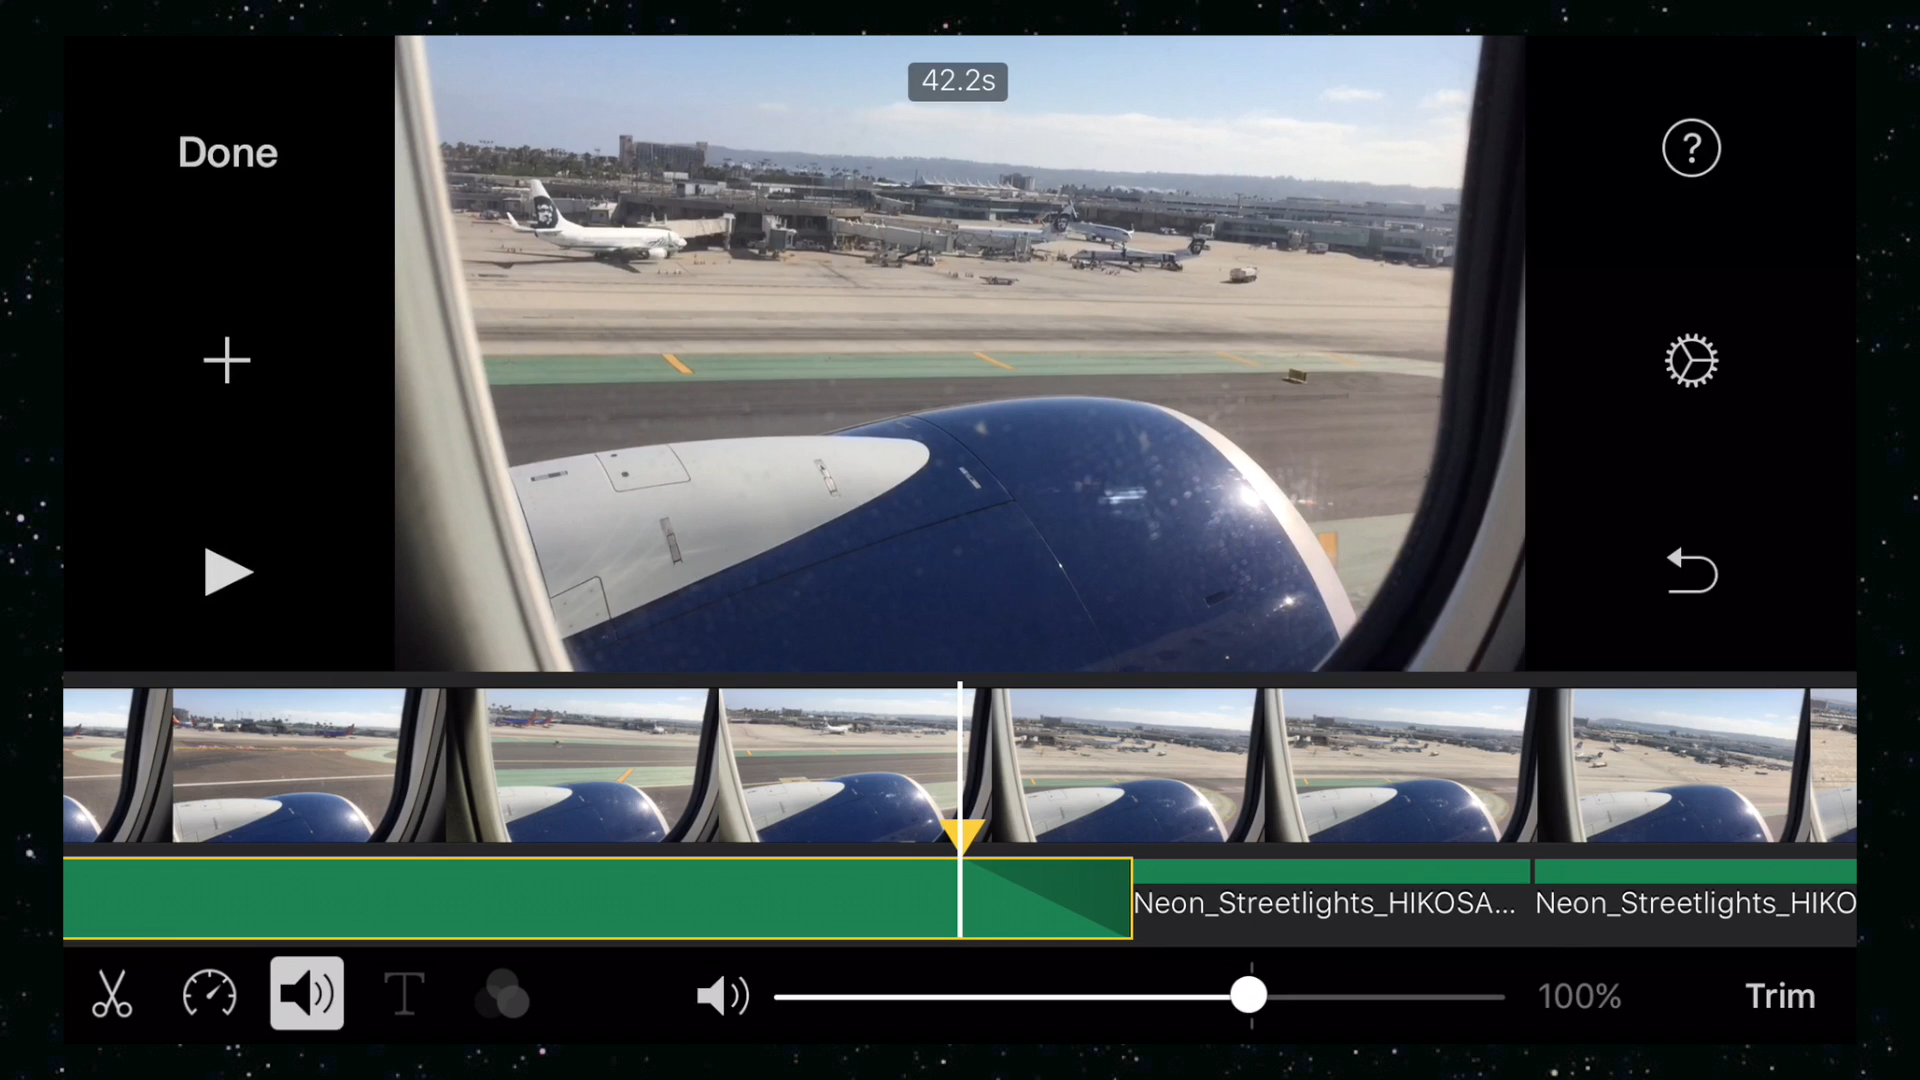 42.2s
Done
?
Neon_Streetlights_HIKOSA...
Neon_Streetlights_HIKO
T
100%
Trim